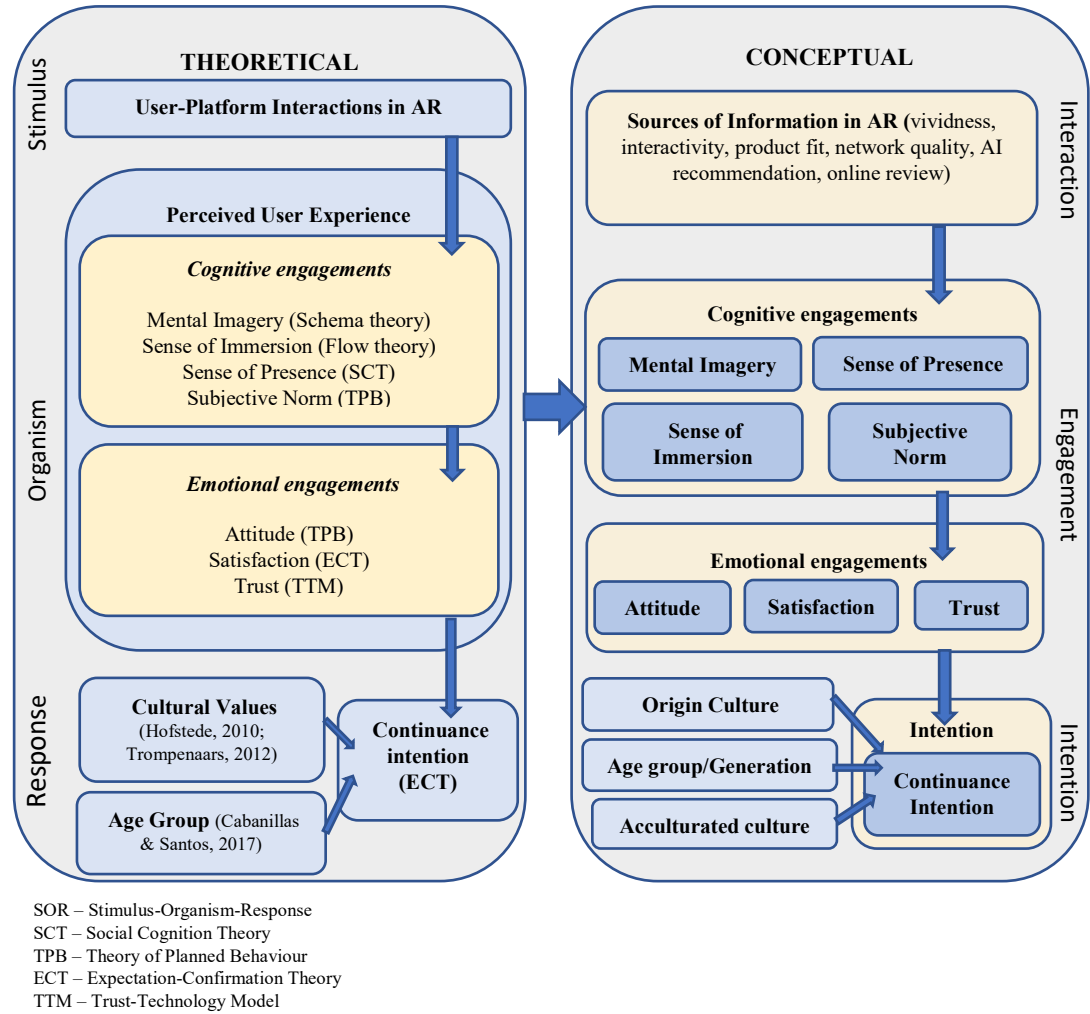 THEORETICAL
Stimulus
User-Platform Interactions in AR
Organism
Perceived User Experience
Cognitive engagements
Mental Imagery (Schema theory)
Sense of Immersion (Flow theory)
Sense of Presence (SCT)
Subjective Norm (TPB)
Emotional engagements
Attitude (TPB)
Satisfaction (ECT)
Trust (TTM)
Response
Cultural Values
(Hofstede, 2010;
Trompenaars, 2012)
Age Group (Cabanillas
& Santos, 2017)
Continuance
intention
(ECT)
CONCEPTUAL
Interaction
Sources of Information in AR (vividness,
interactivity, product fit, network quality, AI
recommendation, online review)
Engagement
Cognitive engagements
Mental Imagery
Sense of Presence
Sense of
Immersion
Subjective
Norm
Emotional engagements
Attitude
Satisfaction
Trust
Intention
Origin Culture
Age group/Generation
Acculturated culture
Intention
Continuance
Intention
SOR – Stimulus-Organism-Response
SCT – Social Cognition Theory
TPB – Theory of Planned Behaviour
ECT – Expectation-Confirmation Theory
TTM – Trust-Technology Model